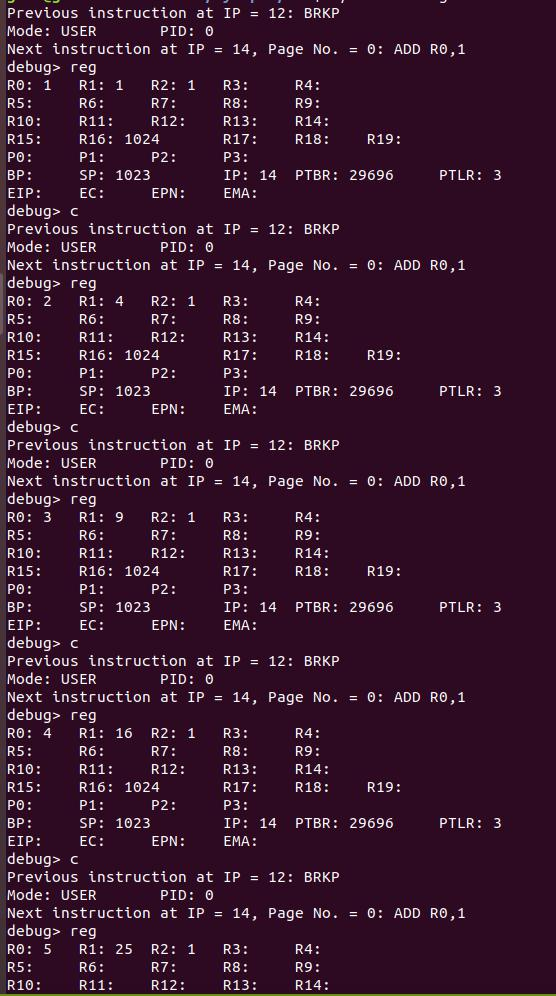 Previous instruction at IP = 12: BRKP
Mode: USER PID: 0
Next instruction at IP = 14, Page No. = 0: ADD R0,1
debug> reg
R0: 1 R1: 1 R2: 1 R3: R4:
R5: R6: R7: R8: R9:
R10: R11: R12: R13: R14:
R15: R16: 1024 R17: R18: R19:
P0: P1: P2: P3:
BP: SP: 1023 IP: 14 PTBR: 29696 PTLR: 3
EIP: EC: EPN: EMA:
debug> c
Previous instruction at IP = 12: BRKP
Mode: USER PID: 0
Next instruction at IP = 14, Page No. = 0: ADD R0,1
debug> reg
R0: 2 R1: 4 R2: 1 R3: R4:
R5: R6: R7: R8: R9:
R10: R11: R12: R13: R14:
R15: R16: 1024 R17: R18: R19:
P0: P1: P2: P3:
BP: SP: 1023 IP: 14 PTBR: 29696 PTLR: 3
EIP: EC: EPN: EMA:
debug> c
Previous instruction at IP = 12: BRKP
Mode: USER PID: 0
Next instruction at IP = 14, Page No. = 0: ADD R0,1
debug> reg
R0: 3 R1: 9 R2: 1 R3: R4:
R5: R6: R7: R8: R9:
R10: R11: R12: R13: R14:
R15: R16: 1024 R17: R18: R19:
P0: P1: P2: P3:
BP: SP: 1023 IP: 14 PTBR: 29696 PTLR: 3
EIP: EC: EPN: EMA:
debug> c
Previous instruction at IP = 12: BRKP
Mode: USER PID: 0
Next instruction at IP = 14, Page No. = 0: ADD R0,1
debug> reg
R0: 4 R1: 16 R2: 1 R3: R4:
R5: R6: R7: R8: R9:
R10: R11: R12: R13: R14:
R15: R16: 1024 R17: R18: R19:
P0: P1: P2: P3:
BP: SP: 1023 IP: 14 PTBR: 29696 PTLR: 3
EIP: EC: EPN: EMA:
debug> c
Previous instruction at IP = 12: BRKP
Mode: USER PID: 0
Next instruction at IP = 14, Page No. = 0: ADD R0,1
debug> reg
R0: 5 R1: 25 R2: 1 R3: R4:
R5: R6: R7: R8: R9:
R10: R11: R12: R13: R14: